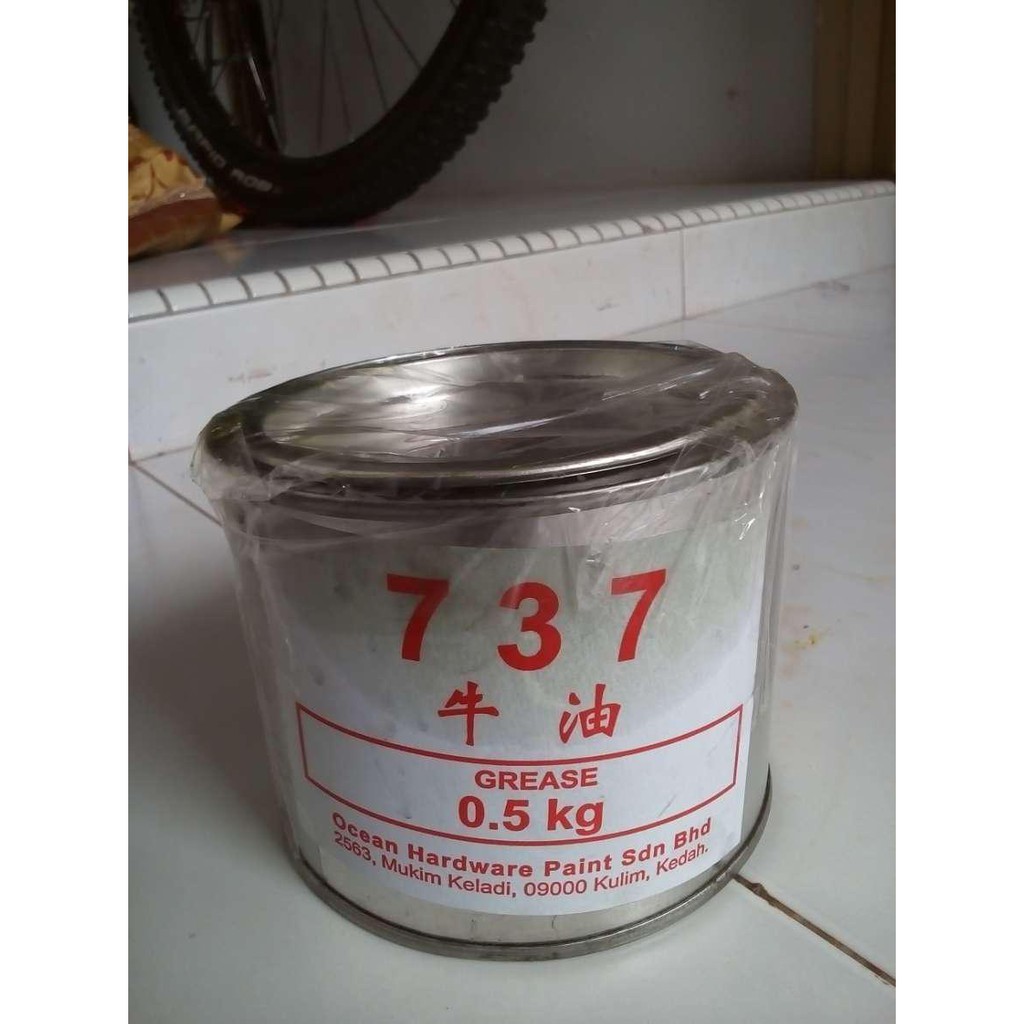 737
牛油
GREASE
0.5 kg
Ocean Hardware Paint Sdn Bhd
2563, Mukim Keladi, 09000 Kulim, Kedah.